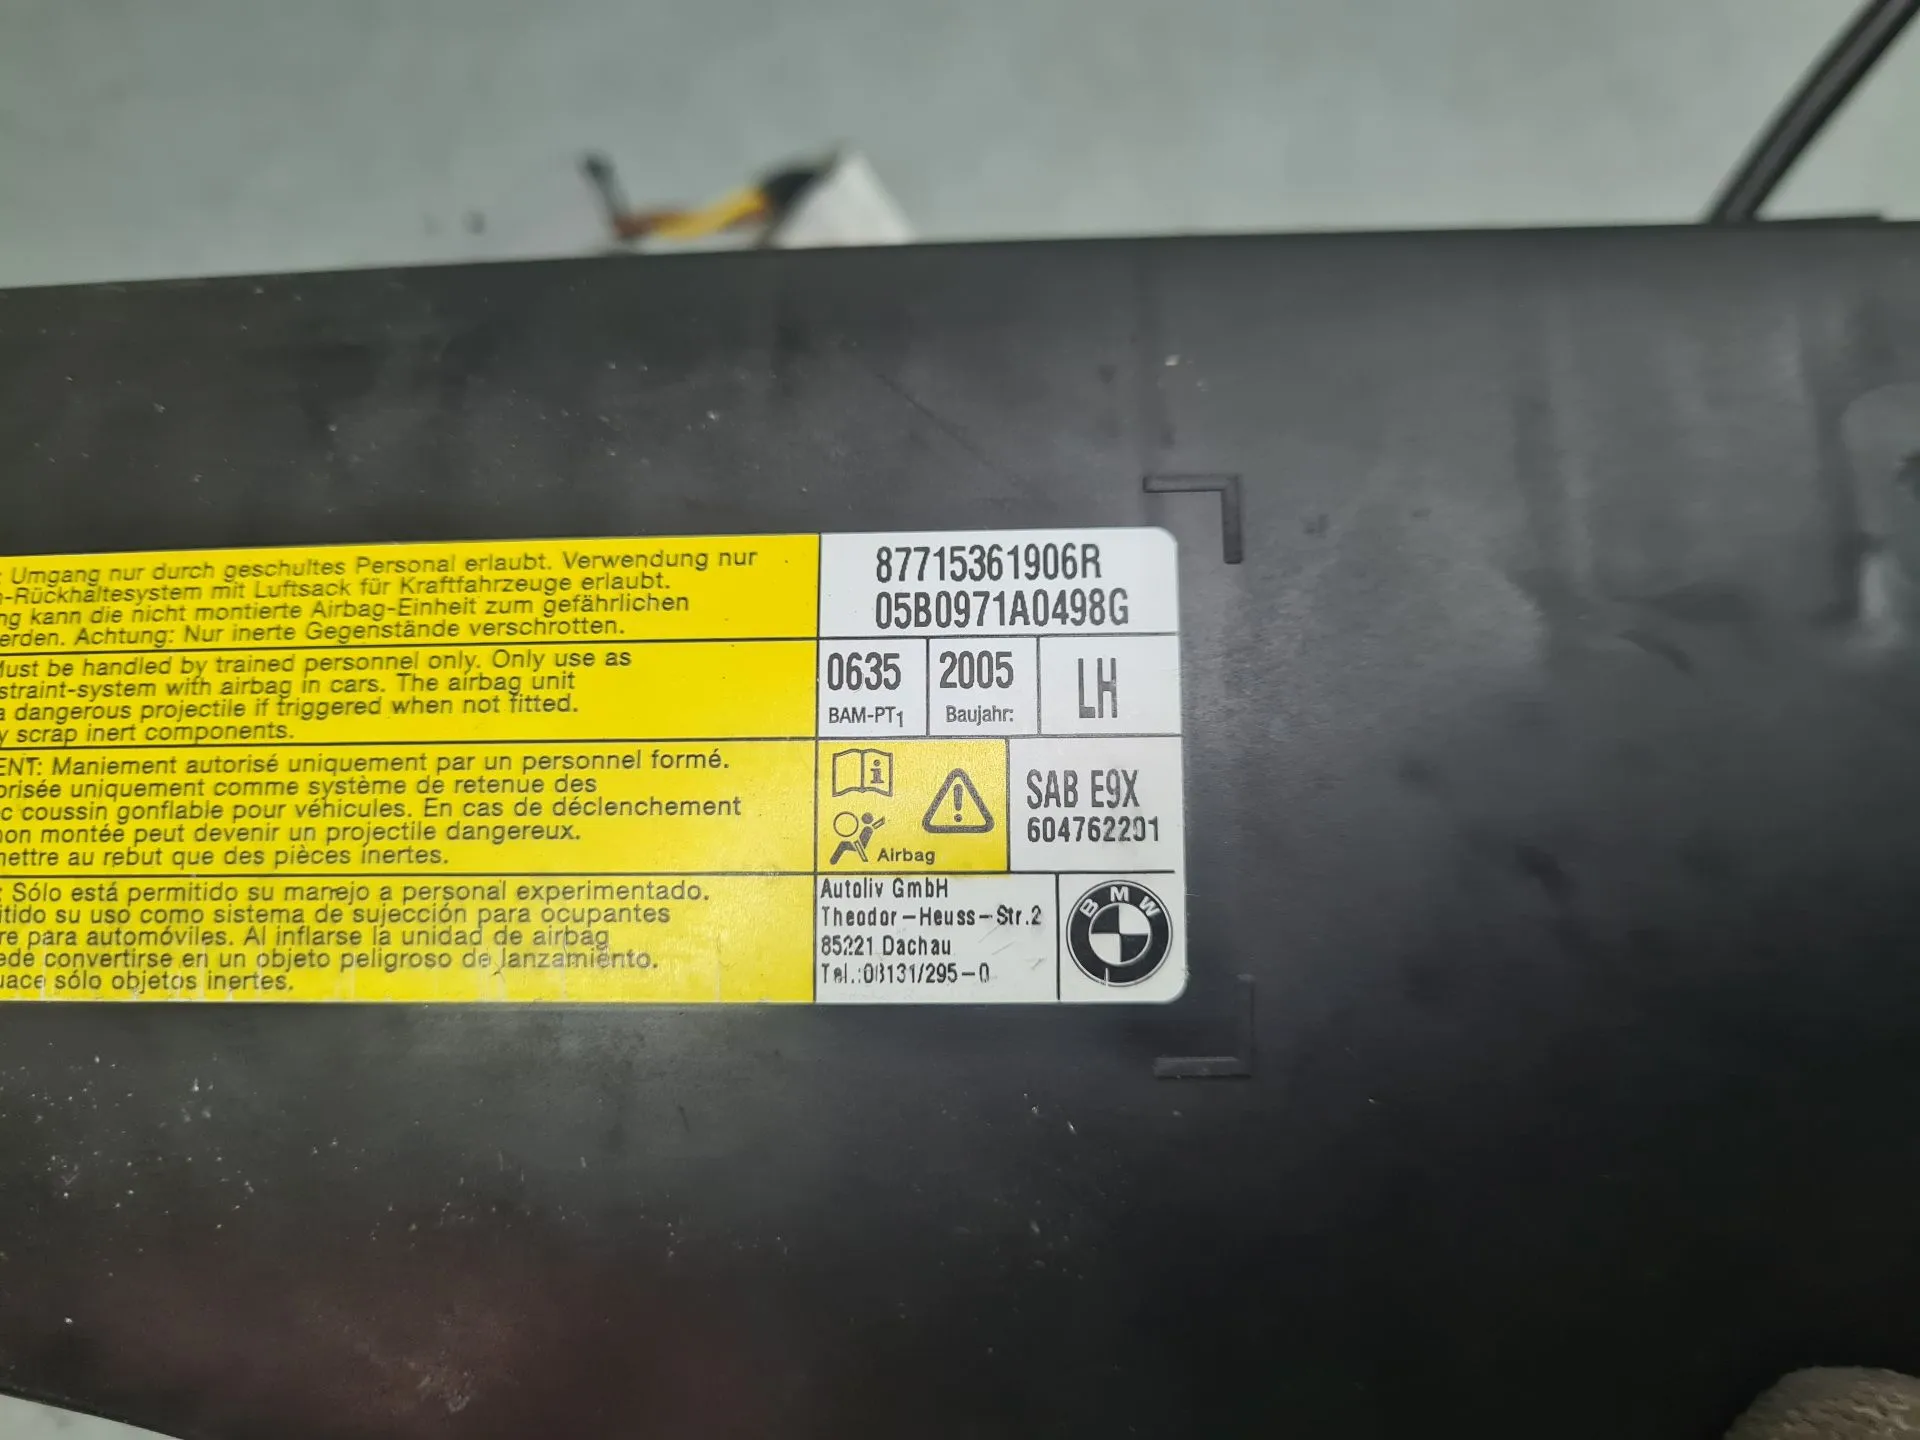 Umgang nur durch geschultes Personal erlaubt. Verwendung nur
-Rückhaltesystem mit Luftsack für Kraftfahrzeuge erlaubt.
kann die nicht montierte Airbag-Einheit zum gefährlichen
erden. Achtung: Nur inerte Gegenstände verschrotten.
ust be handled by trained personnel only. Only use as
straint-system with airbag in cars. The airbag unit
a dangerous projectile if triggered when not fitted.
y scrap inert components.
ENT: Maniement autorisé uniquement par un personnel formé.
orisée uniquement comme système de retenue des
c coussin gonflable pour véhicules. En cas de déclenchement
non montée peut devenir un projectile dangereux.
mettre au rebut que des pièces inertes.
: Sólo está permitido su manejo a personal experimentado.
itido su uso como sistema de sujección para ocupantes
re para automóviles. Al inflarse la unidad de airbag
ede convertirse en un objeto peligroso de lanzamiento.
uace sólo objetos inertes.
87715361906R
05B0971A0498G
0635
BAM-PT1
2005
Baujahr:
LH
Airbag
SAB E9X
604762201
Autoliv GmbH
Theodor-Heuss-Str.2
85221 Dachau
Tel.:08131/295-0
BMW